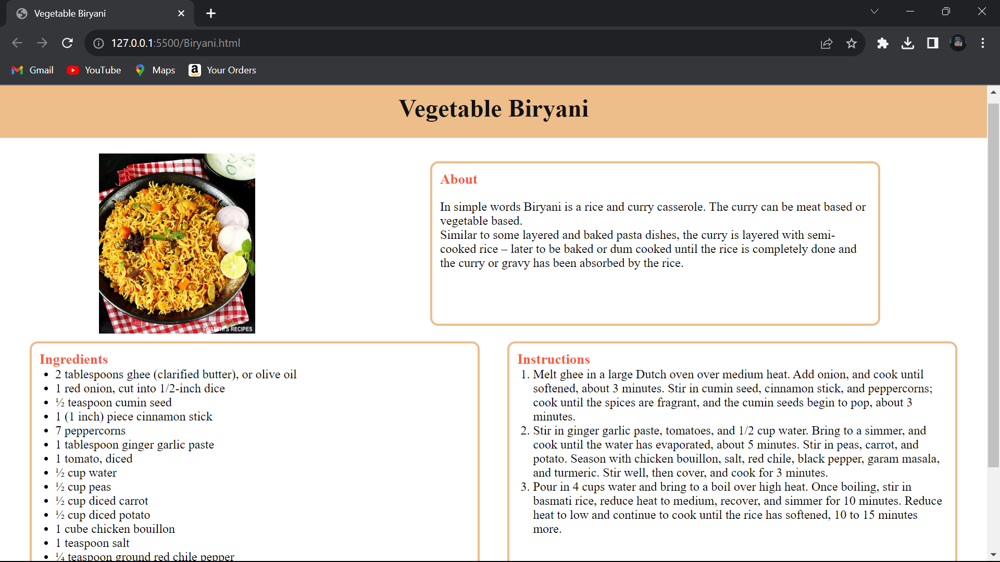 Vegetable Biryani
127.0.0.1:5500/Biryani.html
Gmail
YouTube
Maps
a
Your Orders
Vegetable Biryani
SWASTHI'S RECIPES
About
In simple words Biryani is a rice and curry casserole. The curry can be meat based or
vegetable based.
Similar to some layered and baked pasta dishes, the curry is layered with semi-
cooked rice – later to be baked or dum cooked until the rice is completely done and
the curry or gravy has been absorbed by the rice.
Ingredients
• 2 tablespoons ghee (clarified butter), or olive oil
• 1 red onion, cut into 1/2-inch dice
• ½ teaspoon cumin seed
• 1 (1 inch) piece cinnamon stick
• 7 peppercorns
• 1 tablespoon ginger garlic paste
• 1 tomato, diced
• ½ cup water
• ½ cup peas
• ½ cup diced carrot
• ½ cup diced potato
• 1 cube chicken bouillon
• 1 teaspoon salt
• ¼ teaspoon ground red chile pepper
Instructions
1. Melt ghee in a large Dutch oven over medium heat. Add onion, and cook until
softened, about 3 minutes. Stir in cumin seed, cinnamon stick, and peppercorns;
cook until the spices are fragrant, and the cumin seeds begin to pop, about 3
minutes.
2. Stir in ginger garlic paste, tomatoes, and 1/2 cup water. Bring to a simmer, and
cook until the water has evaporated, about 5 minutes. Stir in peas, carrot, and
potato. Season with chicken bouillon, salt, red chile, black pepper, garam masala,
and turmeric. Stir well, then cover, and cook for 3 minutes.
3. Pour in 4 cups water and bring to a boil over high heat. Once boiling, stir in
basmati rice, reduce heat to medium, recover, and simmer for 10 minutes. Reduce
heat to low and continue to cook until the rice has softened, 10 to 15 minutes
more.